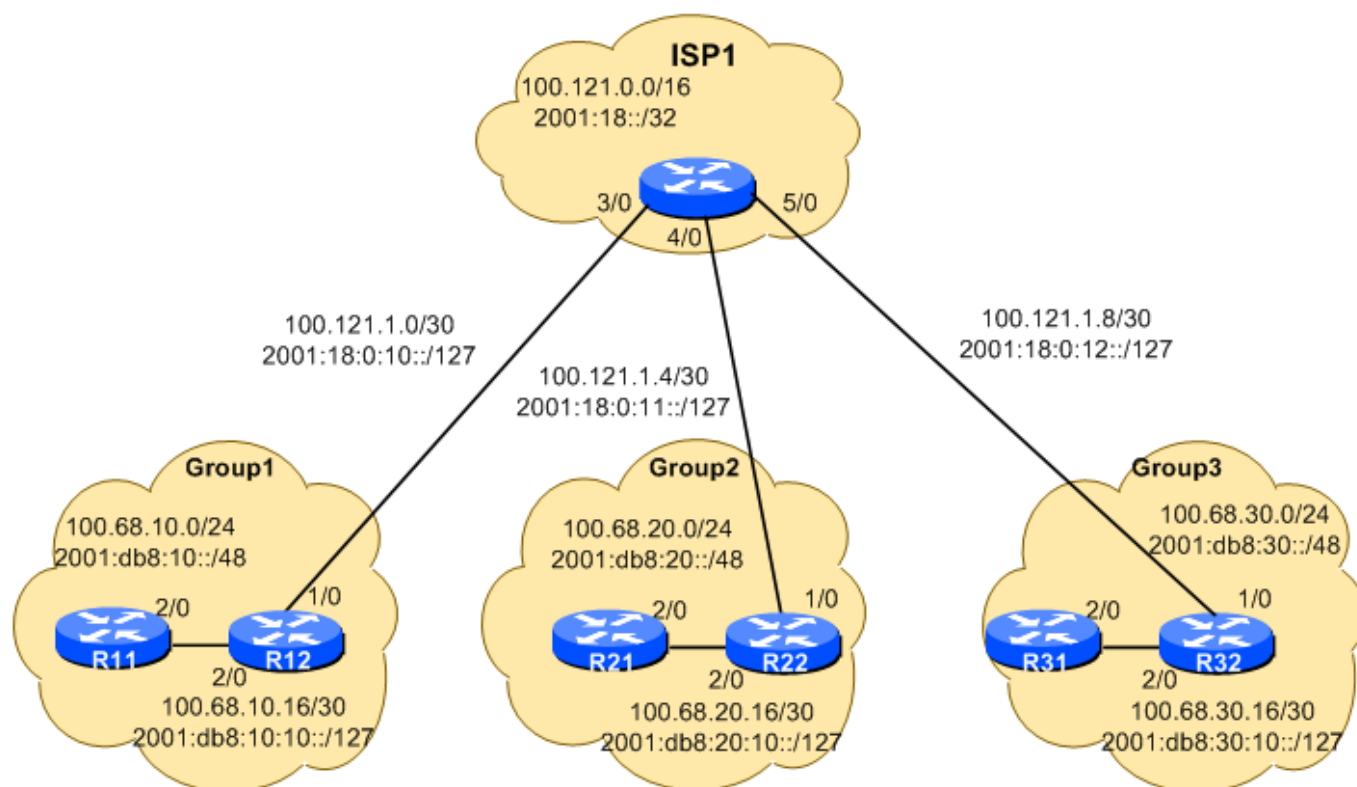 ISP1
100.121.0.0/16
2001:18::/32
3/0
5/0
4/0
100.121.1.0/30
2001:18:0:10::/127
100.121.1.4/30
2001:18:0:11::/127
100.121.1.8/30
2001:18:0:12::/127
Group1
100.68.10.0/24
2001:db8:10::/48
2/0
1/0
R11
R12
2/0
100.68.10.16/30
2001:db8:10:10::/127
Group2
100.68.20.0/24
2001:db8:20::/48
2/0
1/0
R21
R22
2/0
100.68.20.16/30
2001:db8:20:10::/127
Group3
100.68.30.0/24
2001:db8:30::/48
2/0
1/0
R31
R32
2/0
100.68.30.16/30
2001:db8:30:10::/127